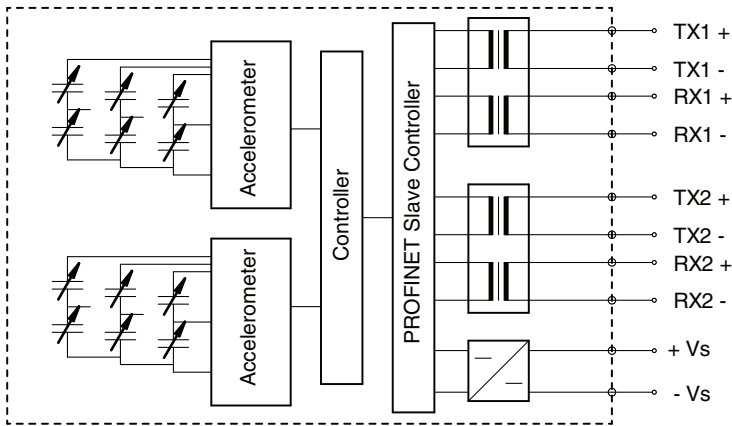 Accelerometer
Accelerometer
Controller
PROFINET Slave Controller
TX1 +
TX1 -
RX1 +
RX1 -
TX2 +
TX2 -
RX2 +
RX2 -
+ Vs
- Vs